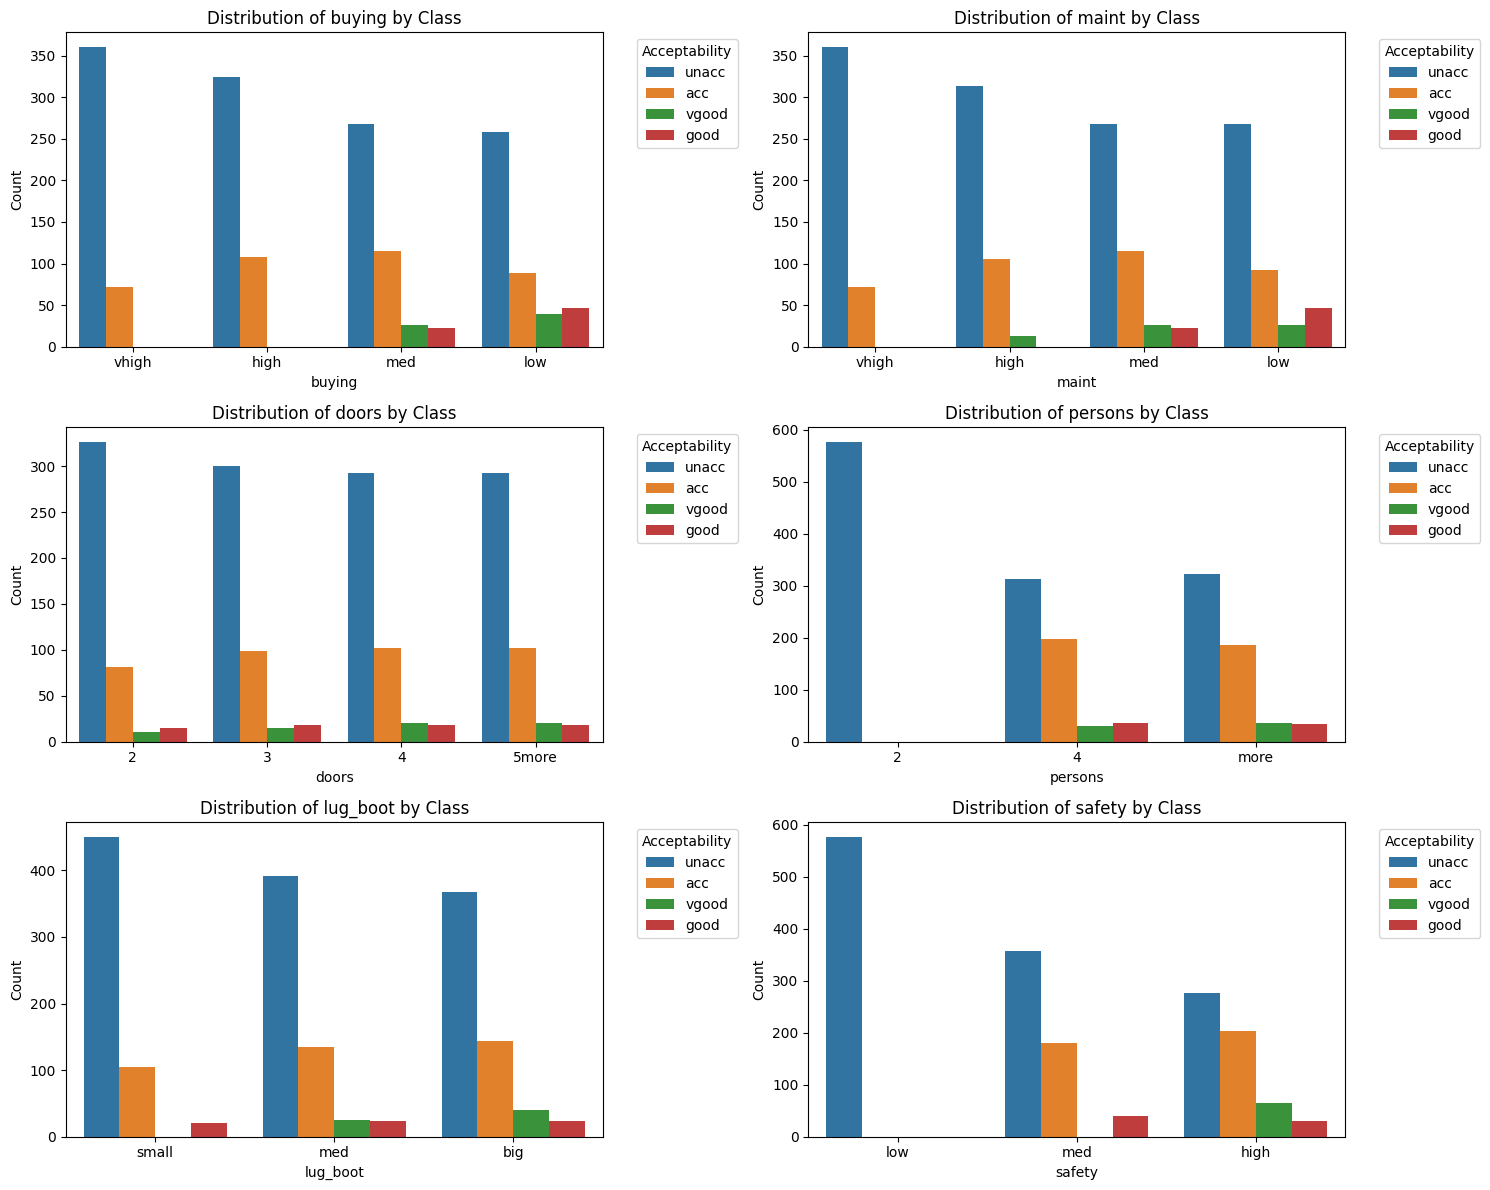 Distribution of buying by Class
Count
350
300
250
200
150
100
50
0
vhigh high med low
buying
Acceptability
unacc
acc
vgood
good
Distribution of maint by Class
Count
350
300
250
200
150
100
50
0
vhigh high med low
maint
Acceptability
unacc
acc
vgood
good
Distribution of doors by Class
Count
300
250
200
150
100
50
0
2 3 4 5more
doors
Acceptability
unacc
acc
vgood
good
Distribution of persons by Class
Count
600
500
400
300
200
100
0
2 4 more
persons
Acceptability
unacc
acc
vgood
good
Distribution of lug_boot by Class
Count
400
300
200
100
0
small med big
lug_boot
Acceptability
unacc
acc
vgood
good
Distribution of safety by Class
Count
600
500
400
300
200
100
0
low med high
safety
Acceptability
unacc
acc
vgood
good